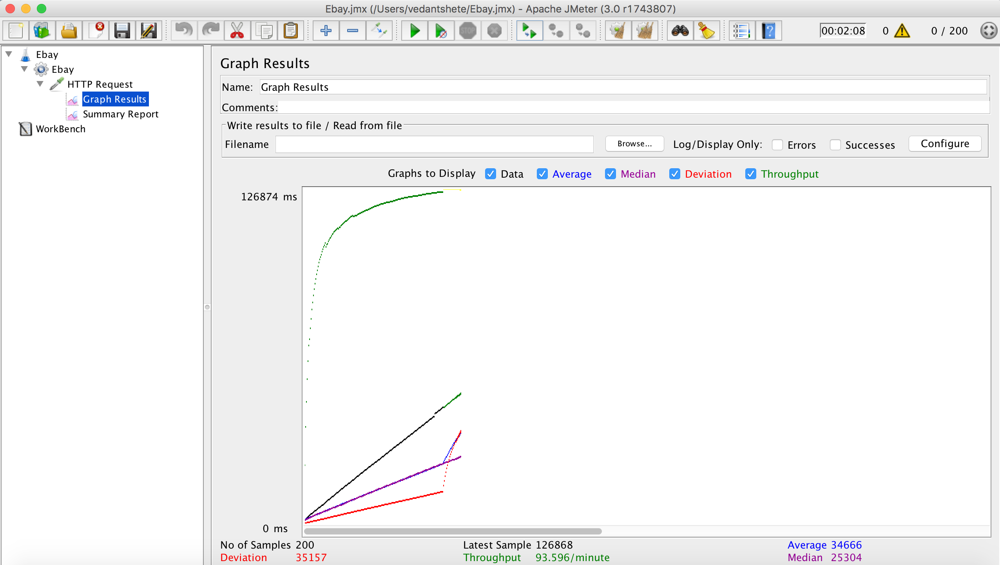 Ebay.jmx (/Users/vedantshete/Ebay.jmx) - Apache JMeter (3.0 r1743807)
STOP
00:02:08 0 0 / 200
Ebay
Ebay
HTTP Request
Graph Results
Summary Report
WorkBench
Graph Results
Name: Graph Results
Comments:
Write results to file / Read from file
Filename Browse... Log/Display Only: Errors Successes Configure
Graphs to Display Data Average Median Deviation Throughput
126874 ms
0 ms
No of Samples 200 Latest Sample 126868 Average 34666
Deviation 35157 Throughput 93.596/minute Median 25304